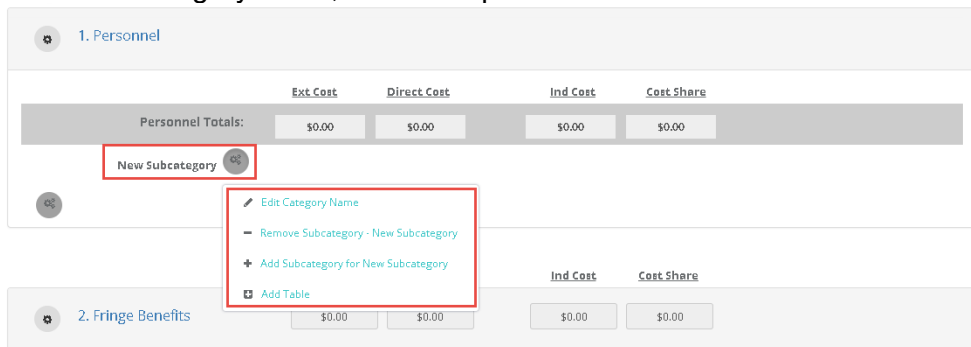 1. Personnel
Ext Cost Direct Cost Ind Cost Cost Share
Personnel Totals: $0.00 $0.00 $0.00 $0.00
New Subcategory
Edit Category Name
Remove Subcategory - New Subcategory
Add Subcategory for New Subcategory
Add Table
Ind Cost Cost Share
2. Fringe Benefits $0.00 $0.00 $0.00 $0.00